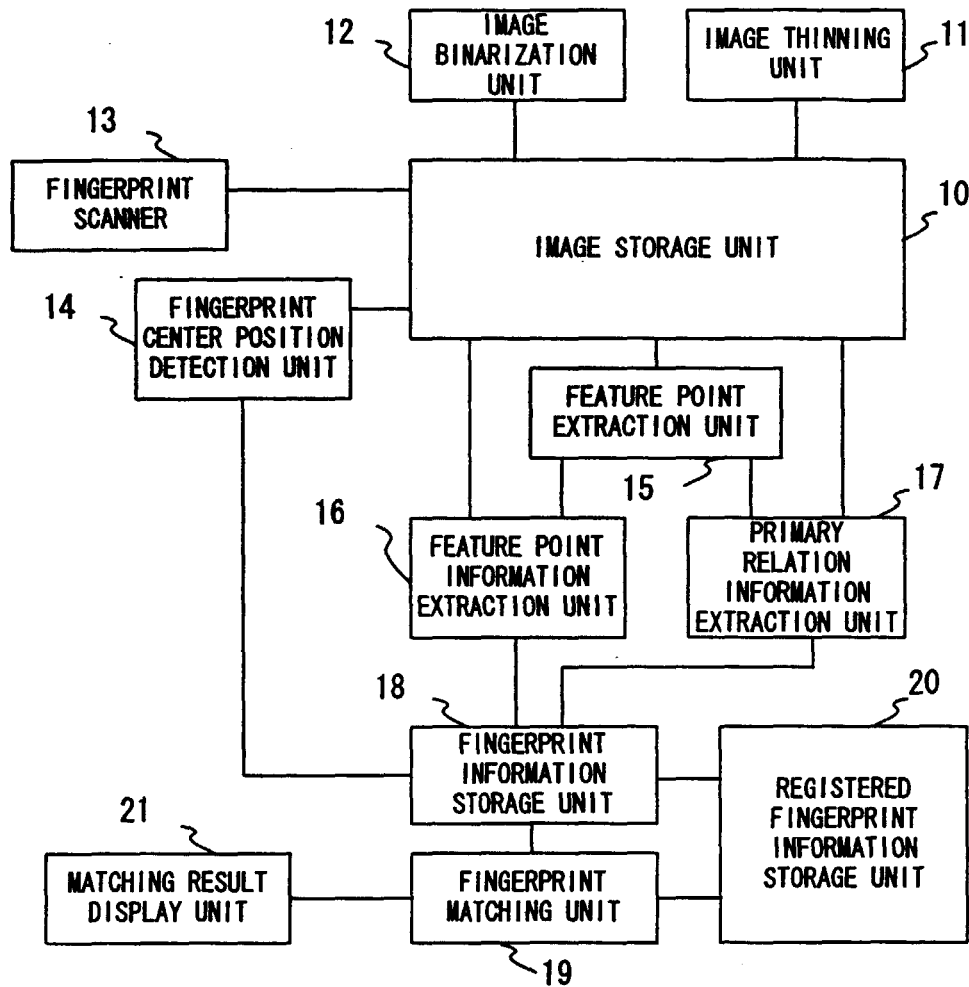 12
IMAGE
BINARIZATION
UNIT
IMAGE THINNING
UNIT
11
13
FINGERPRINT
SCANNER
IMAGE STORAGE UNIT
10
14
FINGERPRINT
CENTER POSITION
DETECTION UNIT
FEATURE POINT
EXTRACTION UNIT
15
16
FEATURE POINT
INFORMATION
EXTRACTION UNIT
17
PRIMARY
RELATION
INFORMATION
EXTRACTION UNIT
18
FINGERPRINT
INFORMATION
STORAGE UNIT
20
REGISTERED
FINGERPRINT
INFORMATION
STORAGE UNIT
21
MATCHING RESULT
DISPLAY UNIT
FINGERPRINT
MATCHING UNIT
19